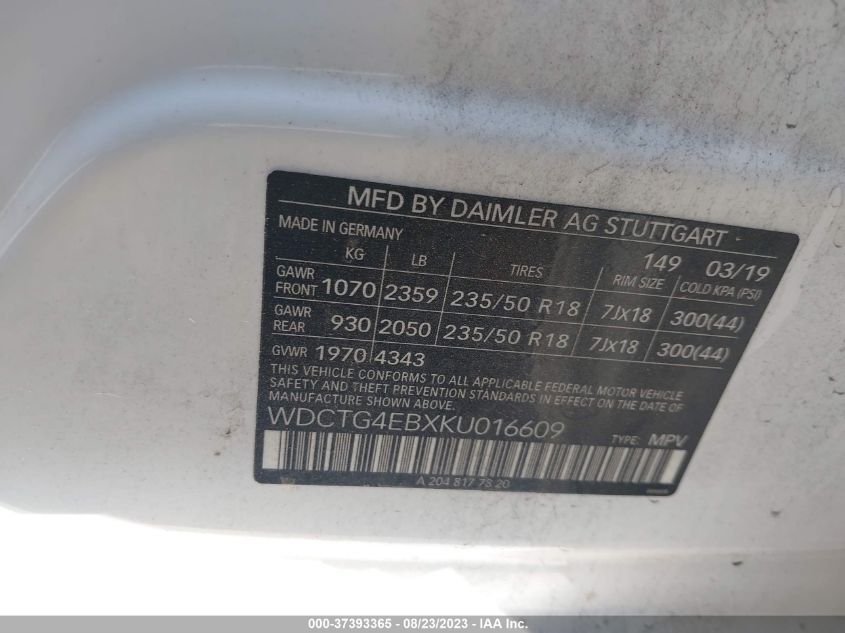 MFD BY DAIMLER AG STUTTGART
MADE IN GERMANY
149 03/19
KG LB TIRES RIM SIZE COLD KPA (PSI)
GAWR FRONT 1070 2359 235/50 R18 7Jx18 300(44)
GAWR REAR 930 2050 235/50 R18 7Jx18 300(44)
GVWR 1970 4343
THIS VEHICLE CONFORMS TO ALL APPLICABLE FEDERAL MOTOR VEHICLE
SAFETY AND THEFT PREVENTION STANDARDS IN EFFECT ON THE DATE OF
MANUFACTURE SHOWN ABOVE.
WDCTG4EBXKU016609
TYPE: MPV
A 204 817 78 20
000-37393365 - 08/23/2023 - © IAA Inc.